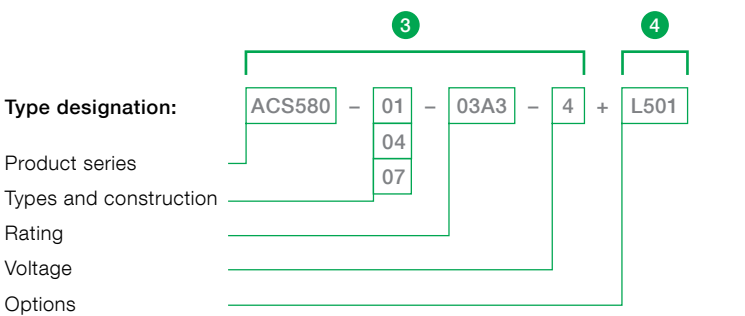 3 4
Type designation: ACS580 – 01 – 03A3 – 4 + L501
04
Product series
07
Types and construction
Rating
Voltage
Options